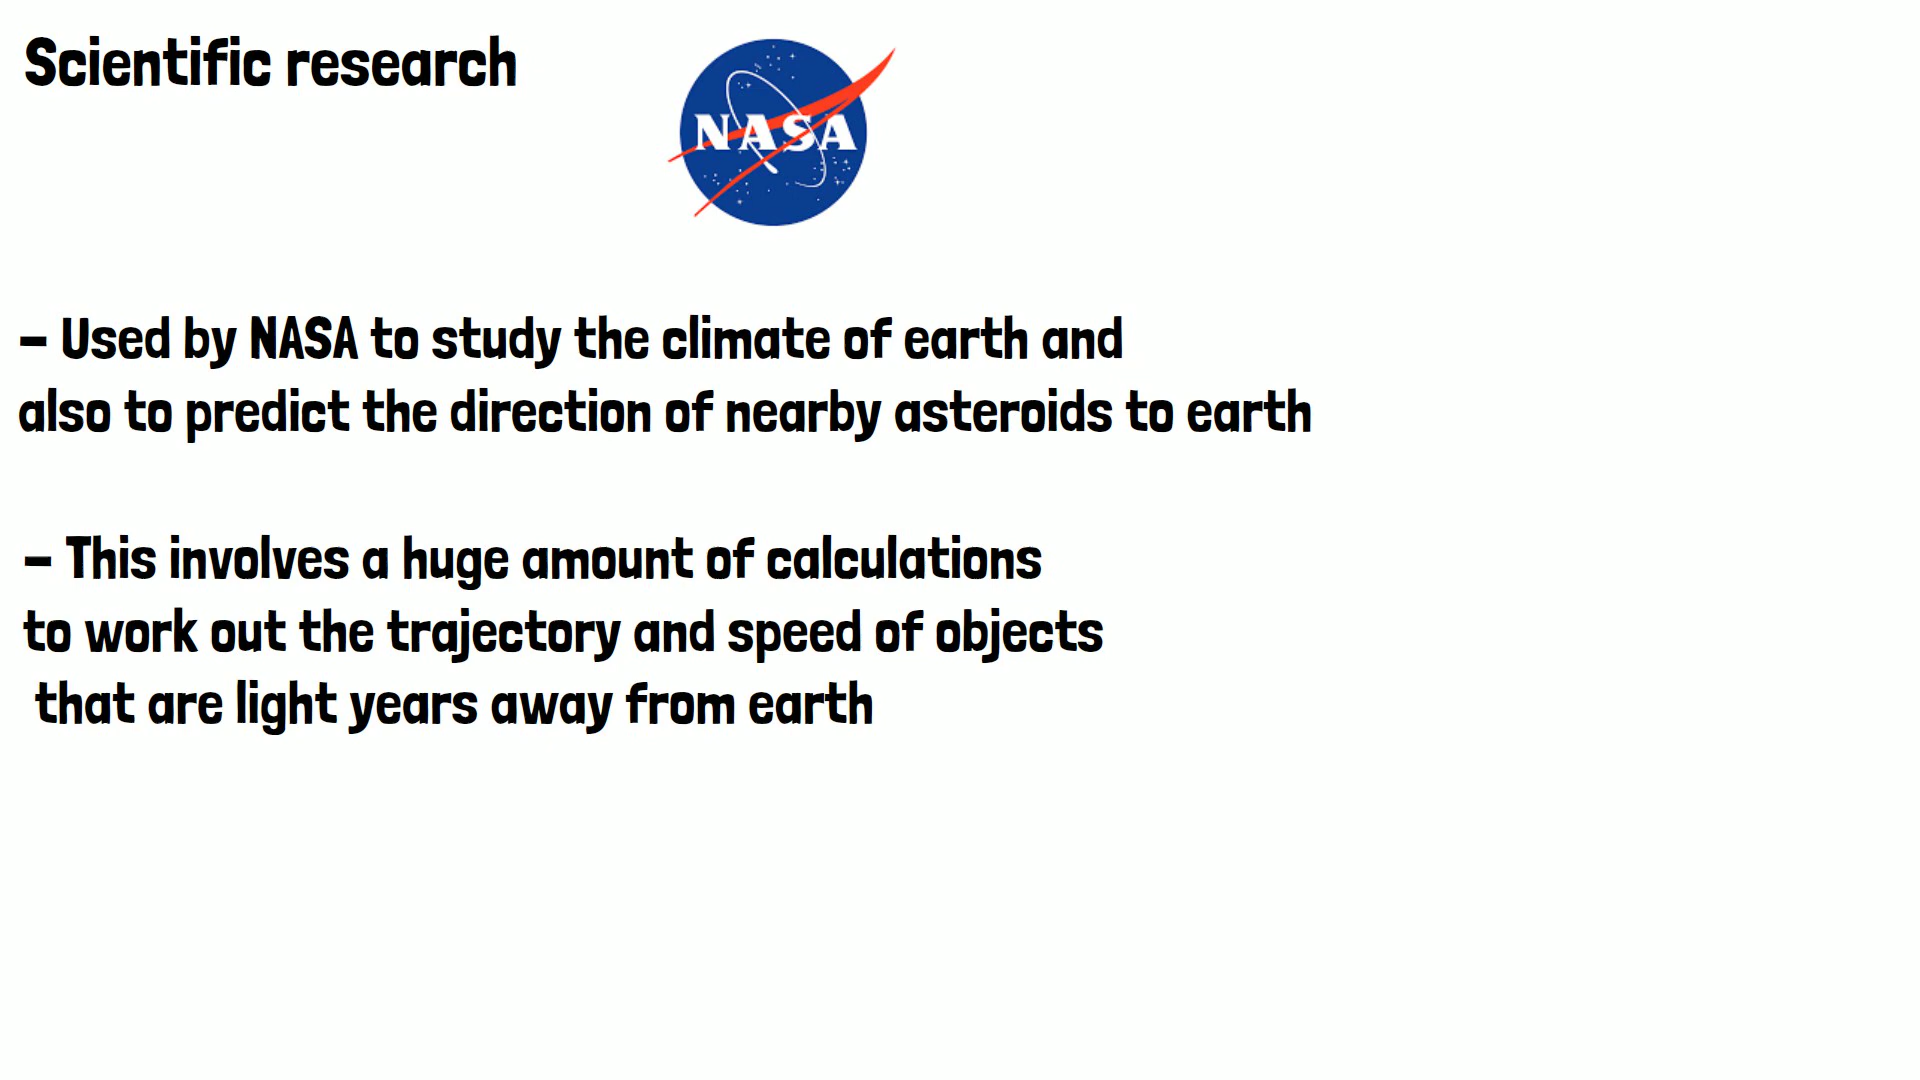 Scientific research
NASA
- Used by NASA to study the climate of earth and
also to predict the direction of nearby asteroids to earth
- This involves a huge amount of calculations
to work out the trajectory and speed of objects
that are light years away from earth